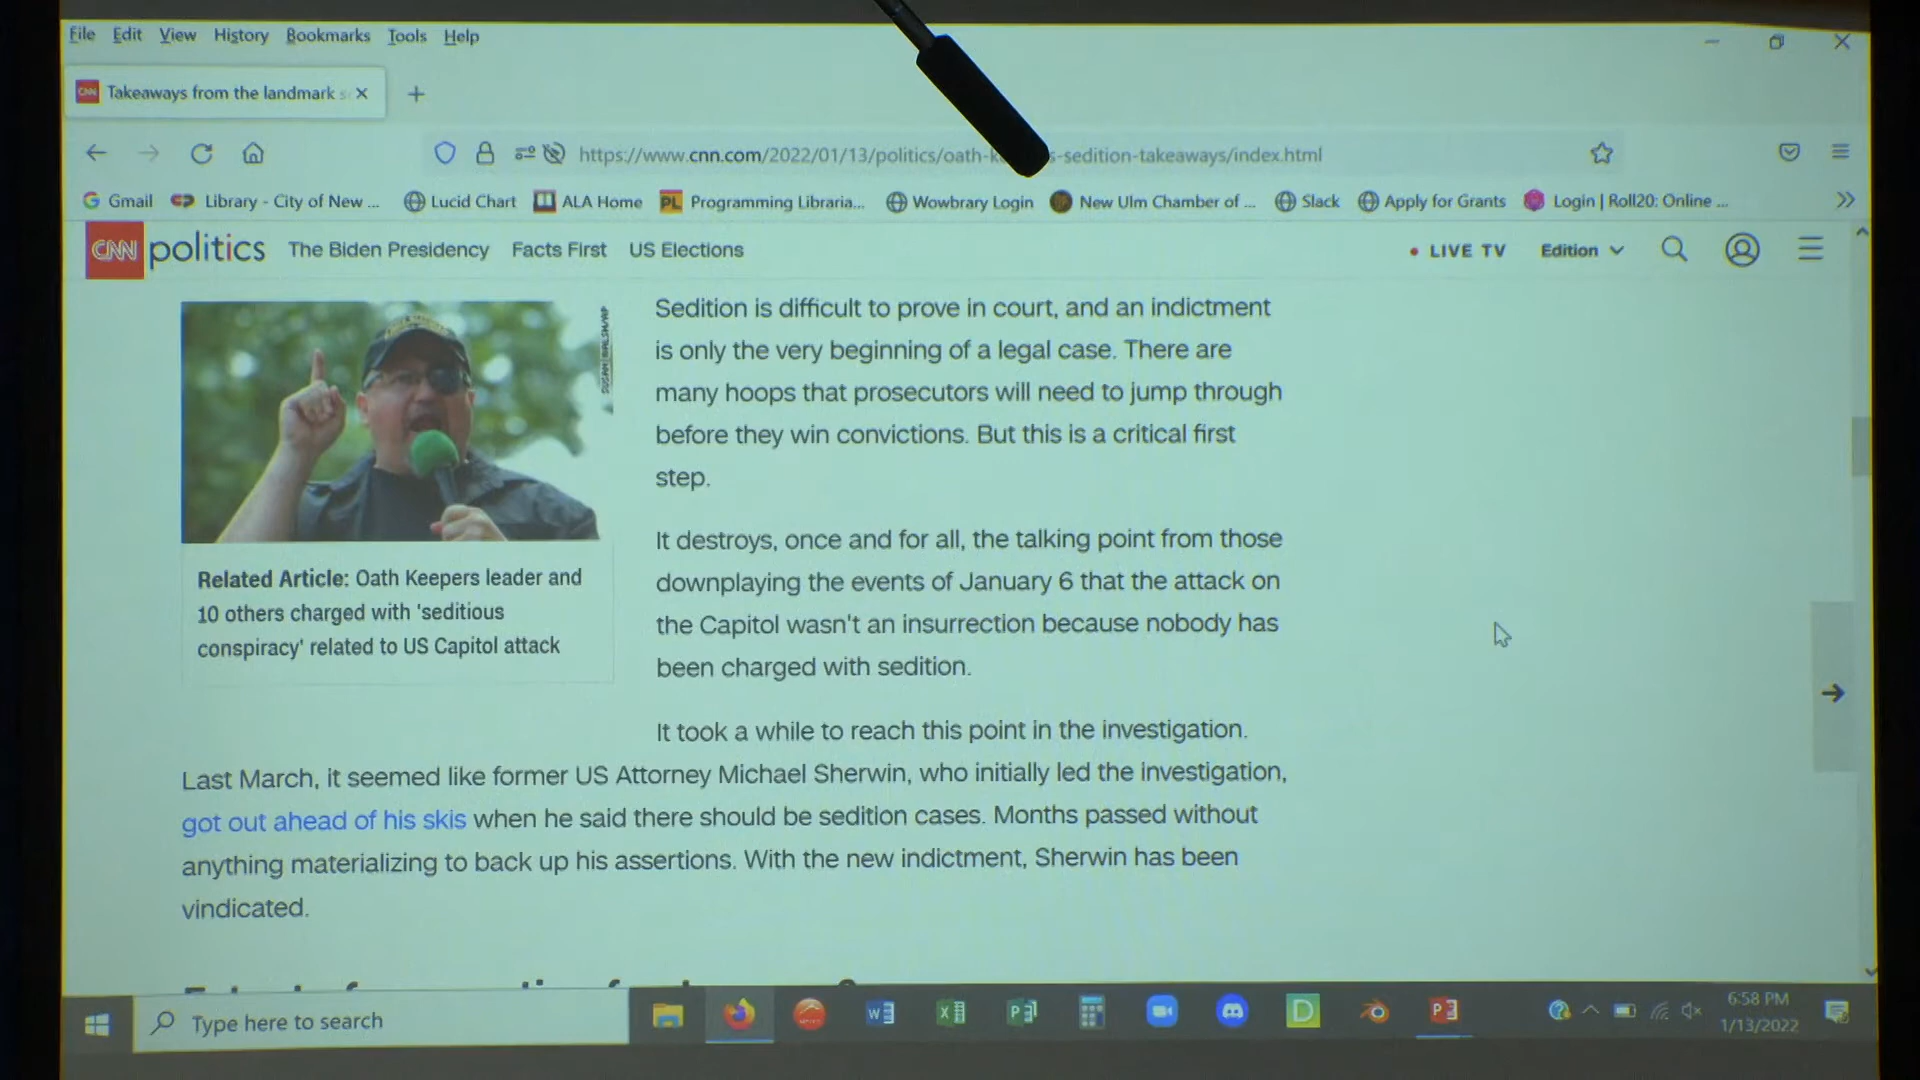 File Edit View History Bookmarks Tools Help
CNN Takeaways from the landmark
https://www.cnn.com/2022/01/13/politics/oath-k s-sedition-takeaways/index.html
Gmail Library - City of New ... Lucid Chart ALA Home PL Programming Libraria... Wowbrary Login New Ulm Chamber of ... Slack Apply for Grants Login | Roll20: Online ...
CNN politics The Biden Presidency Facts First US Elections LIVE TV Edition
SUSAN WALSH/AP
Related Article: Oath Keepers leader and
10 others charged with 'seditious
conspiracy' related to US Capitol attack
Sedition is difficult to prove in court, and an indictment
is only the very beginning of a legal case. There are
many hoops that prosecutors will need to jump through
before they win convictions. But this is a critical first
step.
It destroys, once and for all, the talking point from those
downplaying the events of January 6 that the attack on
the Capitol wasn't an insurrection because nobody has
been charged with sedition.
It took a while to reach this point in the investigation.
Last March, it seemed like former US Attorney Michael Sherwin, who initially led the investigation,
got out ahead of his skis when he said there should be sedition cases. Months passed without
anything materializing to back up his assertions. With the new indictment, Sherwin has been
vindicated.
Type here to search
6:58 PM
1/13/2022